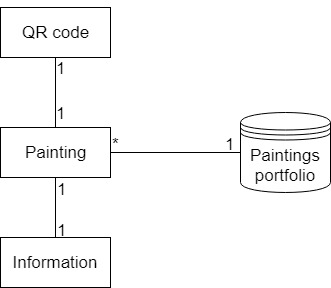 QR code
1
1
Painting
*
1
Paintings
portfolio
1
1
Information